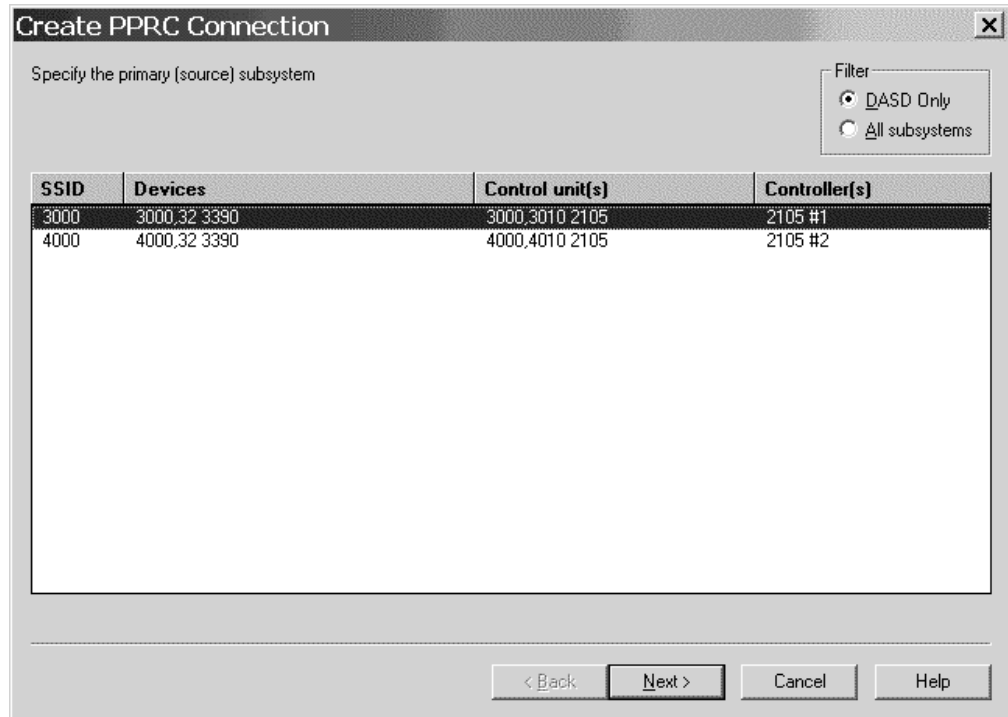 Create PPRC Connection
Specify the primary (source) subsystem
Filter
DASD Only
All subsystems
SSID Devices Control unit(s) Controller(s)
3000 3000,32 3390 3000,3010 2105 2105 #1
4000 4000,32 3390 4000,4010 2105 2105 #2
< Back Next > Cancel Help